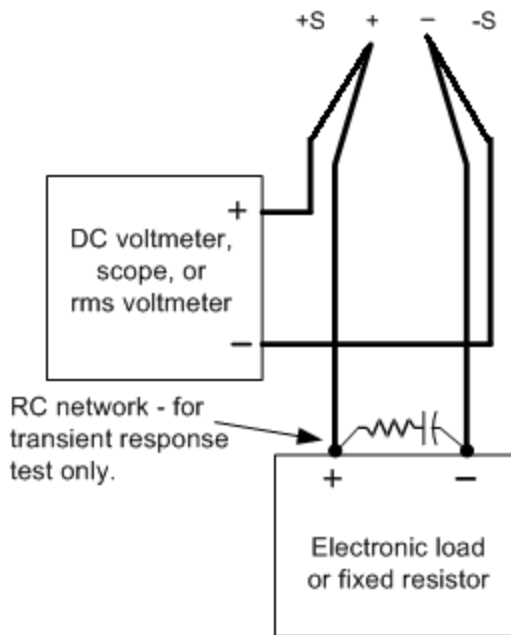 +S + − -S
+
DC voltmeter,
scope, or
rms voltmeter
−
RC network - for
transient response
test only.
+ −
Electronic load
or fixed resistor